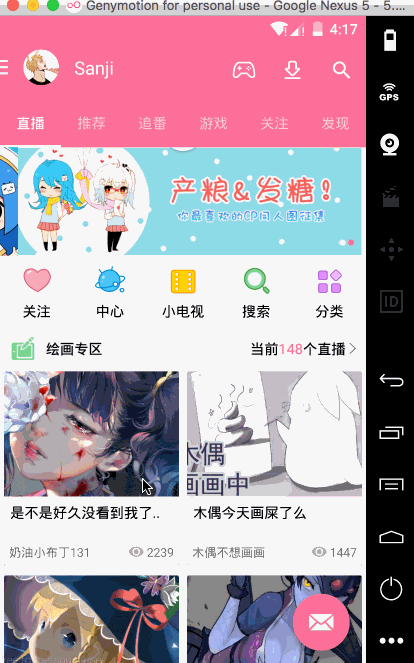 Genymotion for personal use - Google Nexus 5 - 5....
4:17
Sanji
直播 推荐 追番 游戏 关注 发现
产粮&发糖!
你最喜欢的CP同人图征集
关注 中心 小电视 搜索 分类
绘画专区 当前148个直播
GPS
ID
木偶
画画中
是不是好久没看到我了.. 木偶今天画屎了么
奶油小布丁131 2239 木偶不想画画 1447